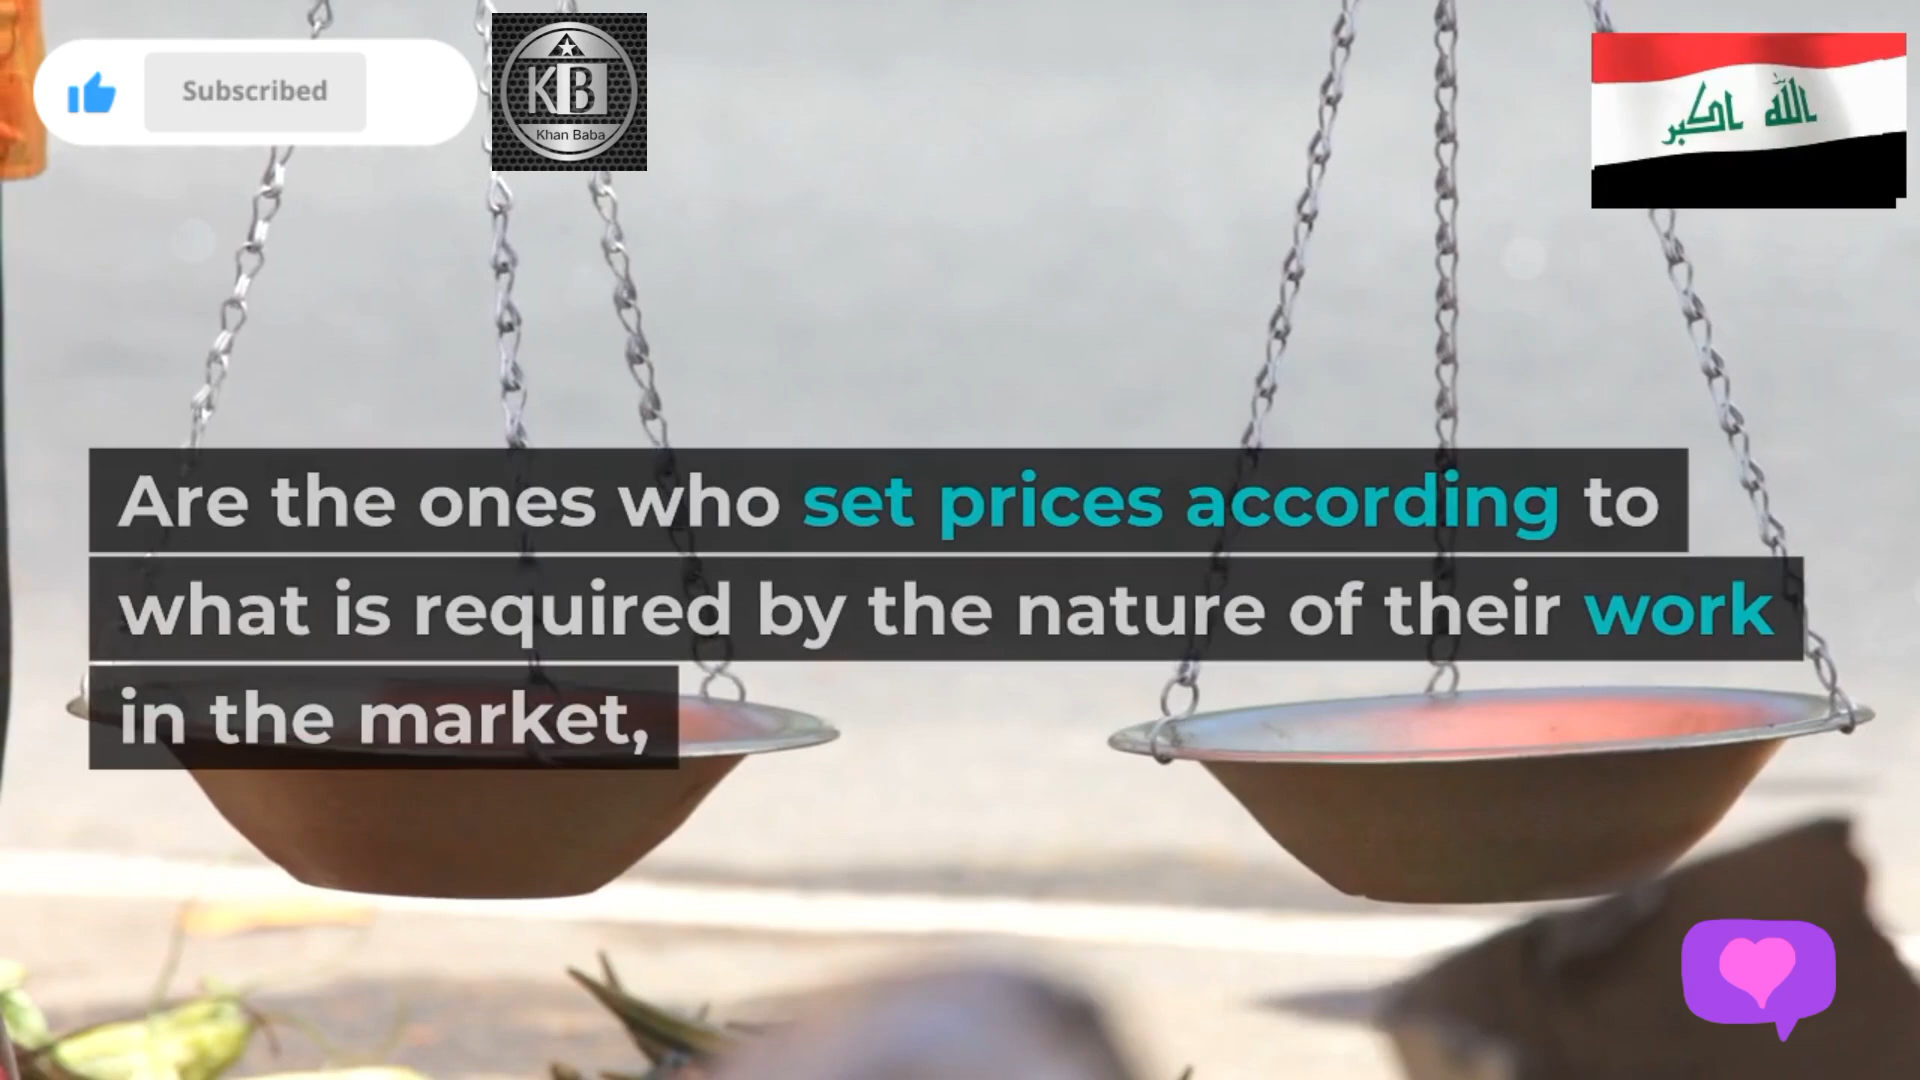 Subscribed
KB
Khan Baba
الله اكبر
Are the ones who set prices according to
what is required by the nature of their work
in the market,